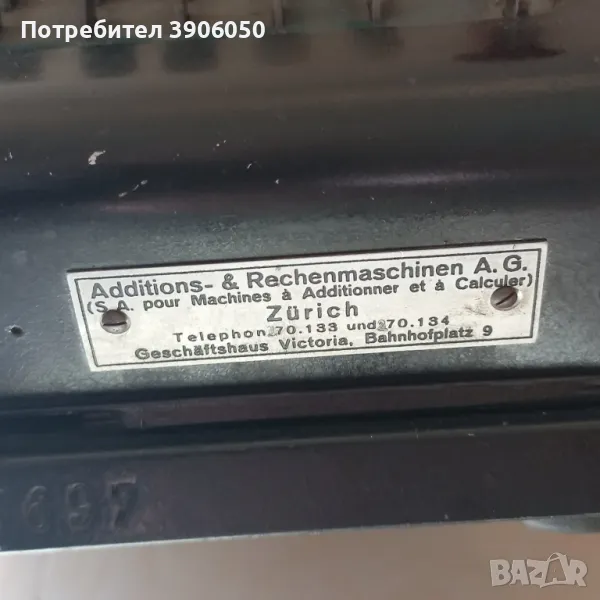 Потребител 3906050
Additions- & Rechenmaschinen A. G.
(S.A. pour Machines à Additionner et à Calculer)
Zürich
Telephon 70.133 und 70.134
Geschäftshaus Victoria, Bahnhofplatz 9
BAZAR